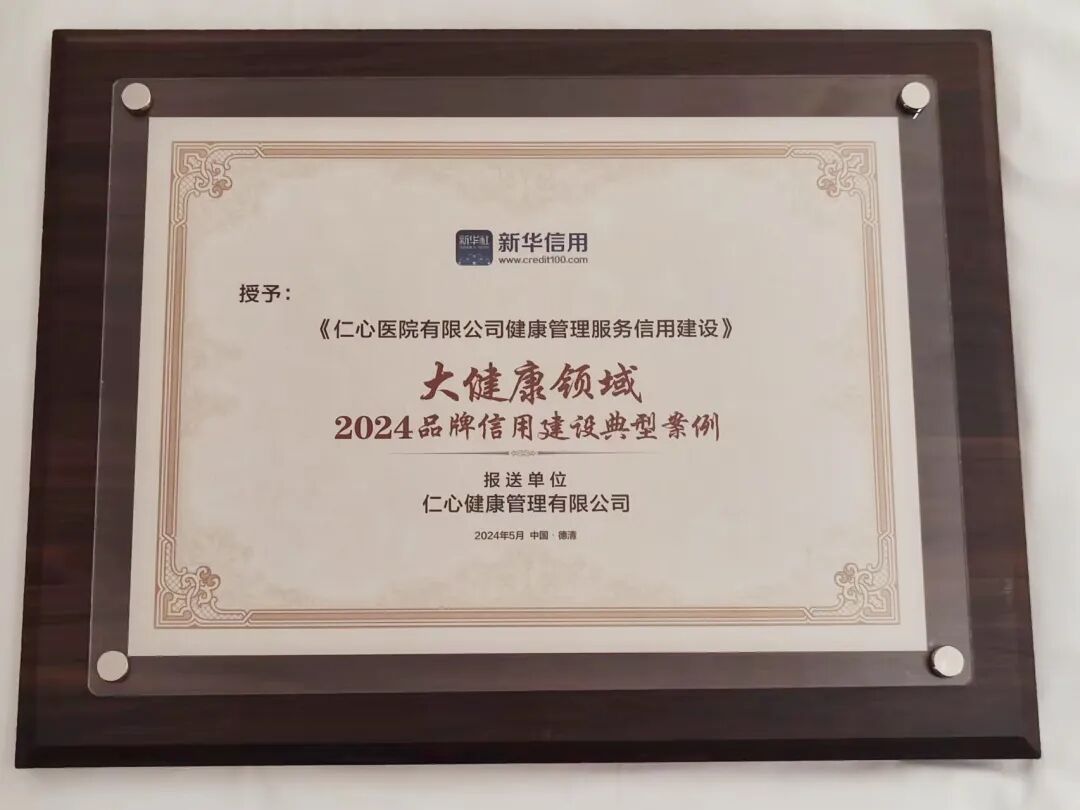 新华社
新华信用
www.credit100.com
授予：
《仁心医院有限公司健康管理服务信用建设》
大健康领域
2024品牌信用建设典型案例
报送单位
仁心健康管理有限公司
2024年5月 中国·德清